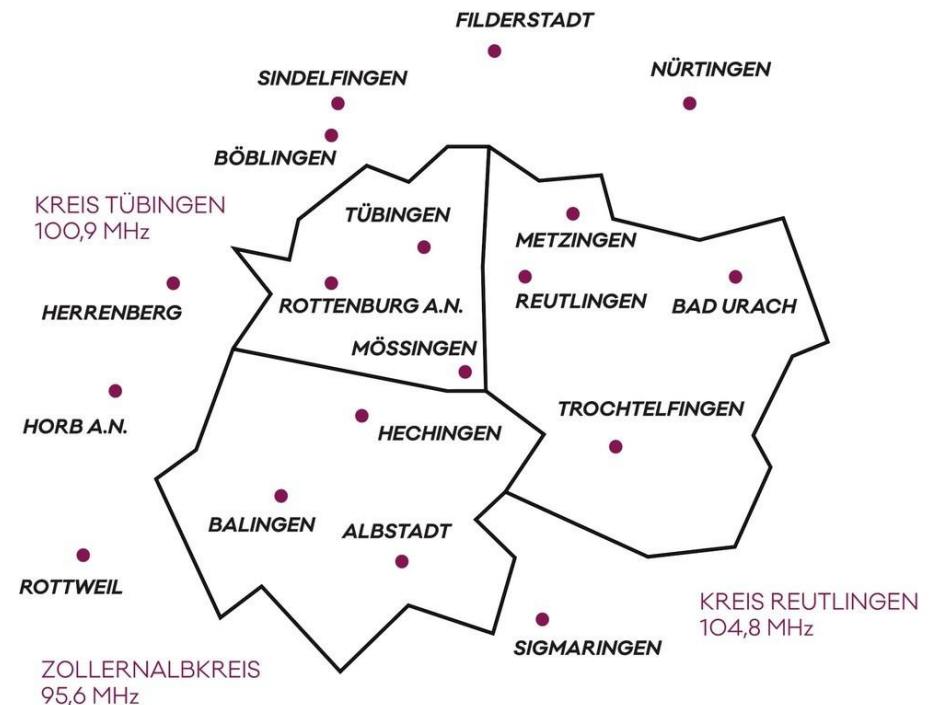 FILDERSTADT
SINDELFINGEN
NÜRTINGEN
BÖBLINGEN
KREIS TÜBINGEN
100,9 MHz
TÜBINGEN
METZINGEN
HERRENBERG
ROTTENBURG A.N.
REUTLINGEN
BAD URACH
MÖSSINGEN
HORB A.N.
TROCHTELFINGEN
HECHINGEN
BALINGEN
ALBSTADT
ROTTWEIL
KREIS REUTLINGEN
104,8 MHz
SIGMARINGEN
ZOLLERNALBKREIS
95,6 MHz